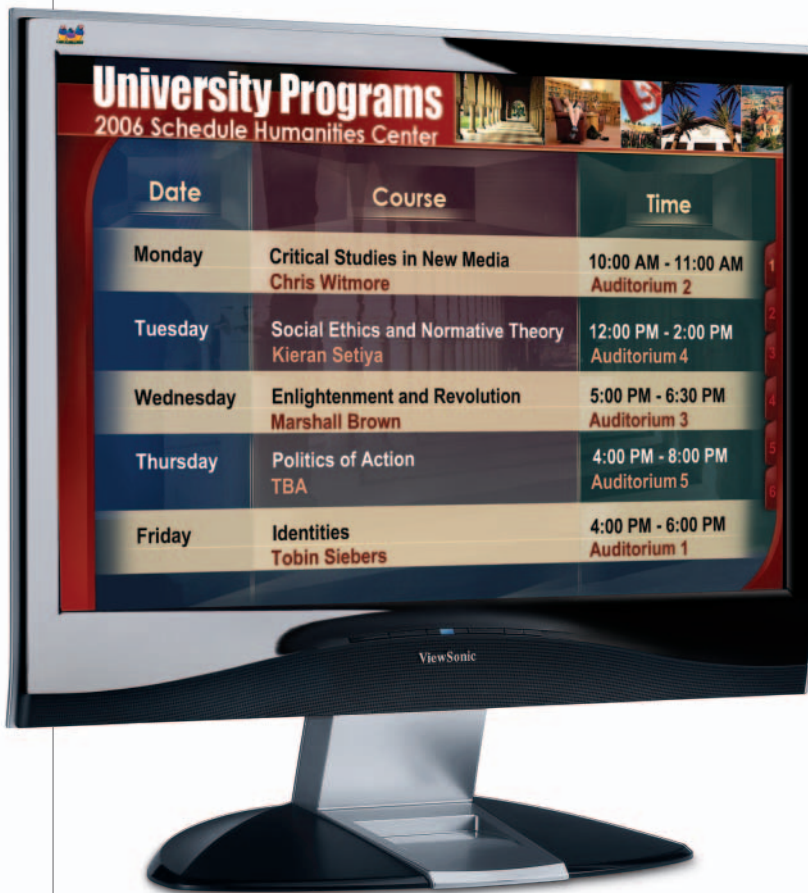 University Programs
2006 Schedule Humanities Center
Date Course Time
Monday Critical Studies in New Media 10:00 AM - 11:00 AM
Chris Witmore Auditorium 2
Tuesday Social Ethics and Normative Theory 12:00 PM - 2:00 PM
Kieran Setiya Auditorium 4
Wednesday Enlightenment and Revolution 5:00 PM - 6:30 PM
Marshall Brown Auditorium 3
Thursday Politics of Action 4:00 PM - 8:00 PM
TBA Auditorium 5
Friday Identities 4:00 PM - 6:00 PM
Tobin Siebers Auditorium 1
1
2
3
4
5
6
ViewSonic